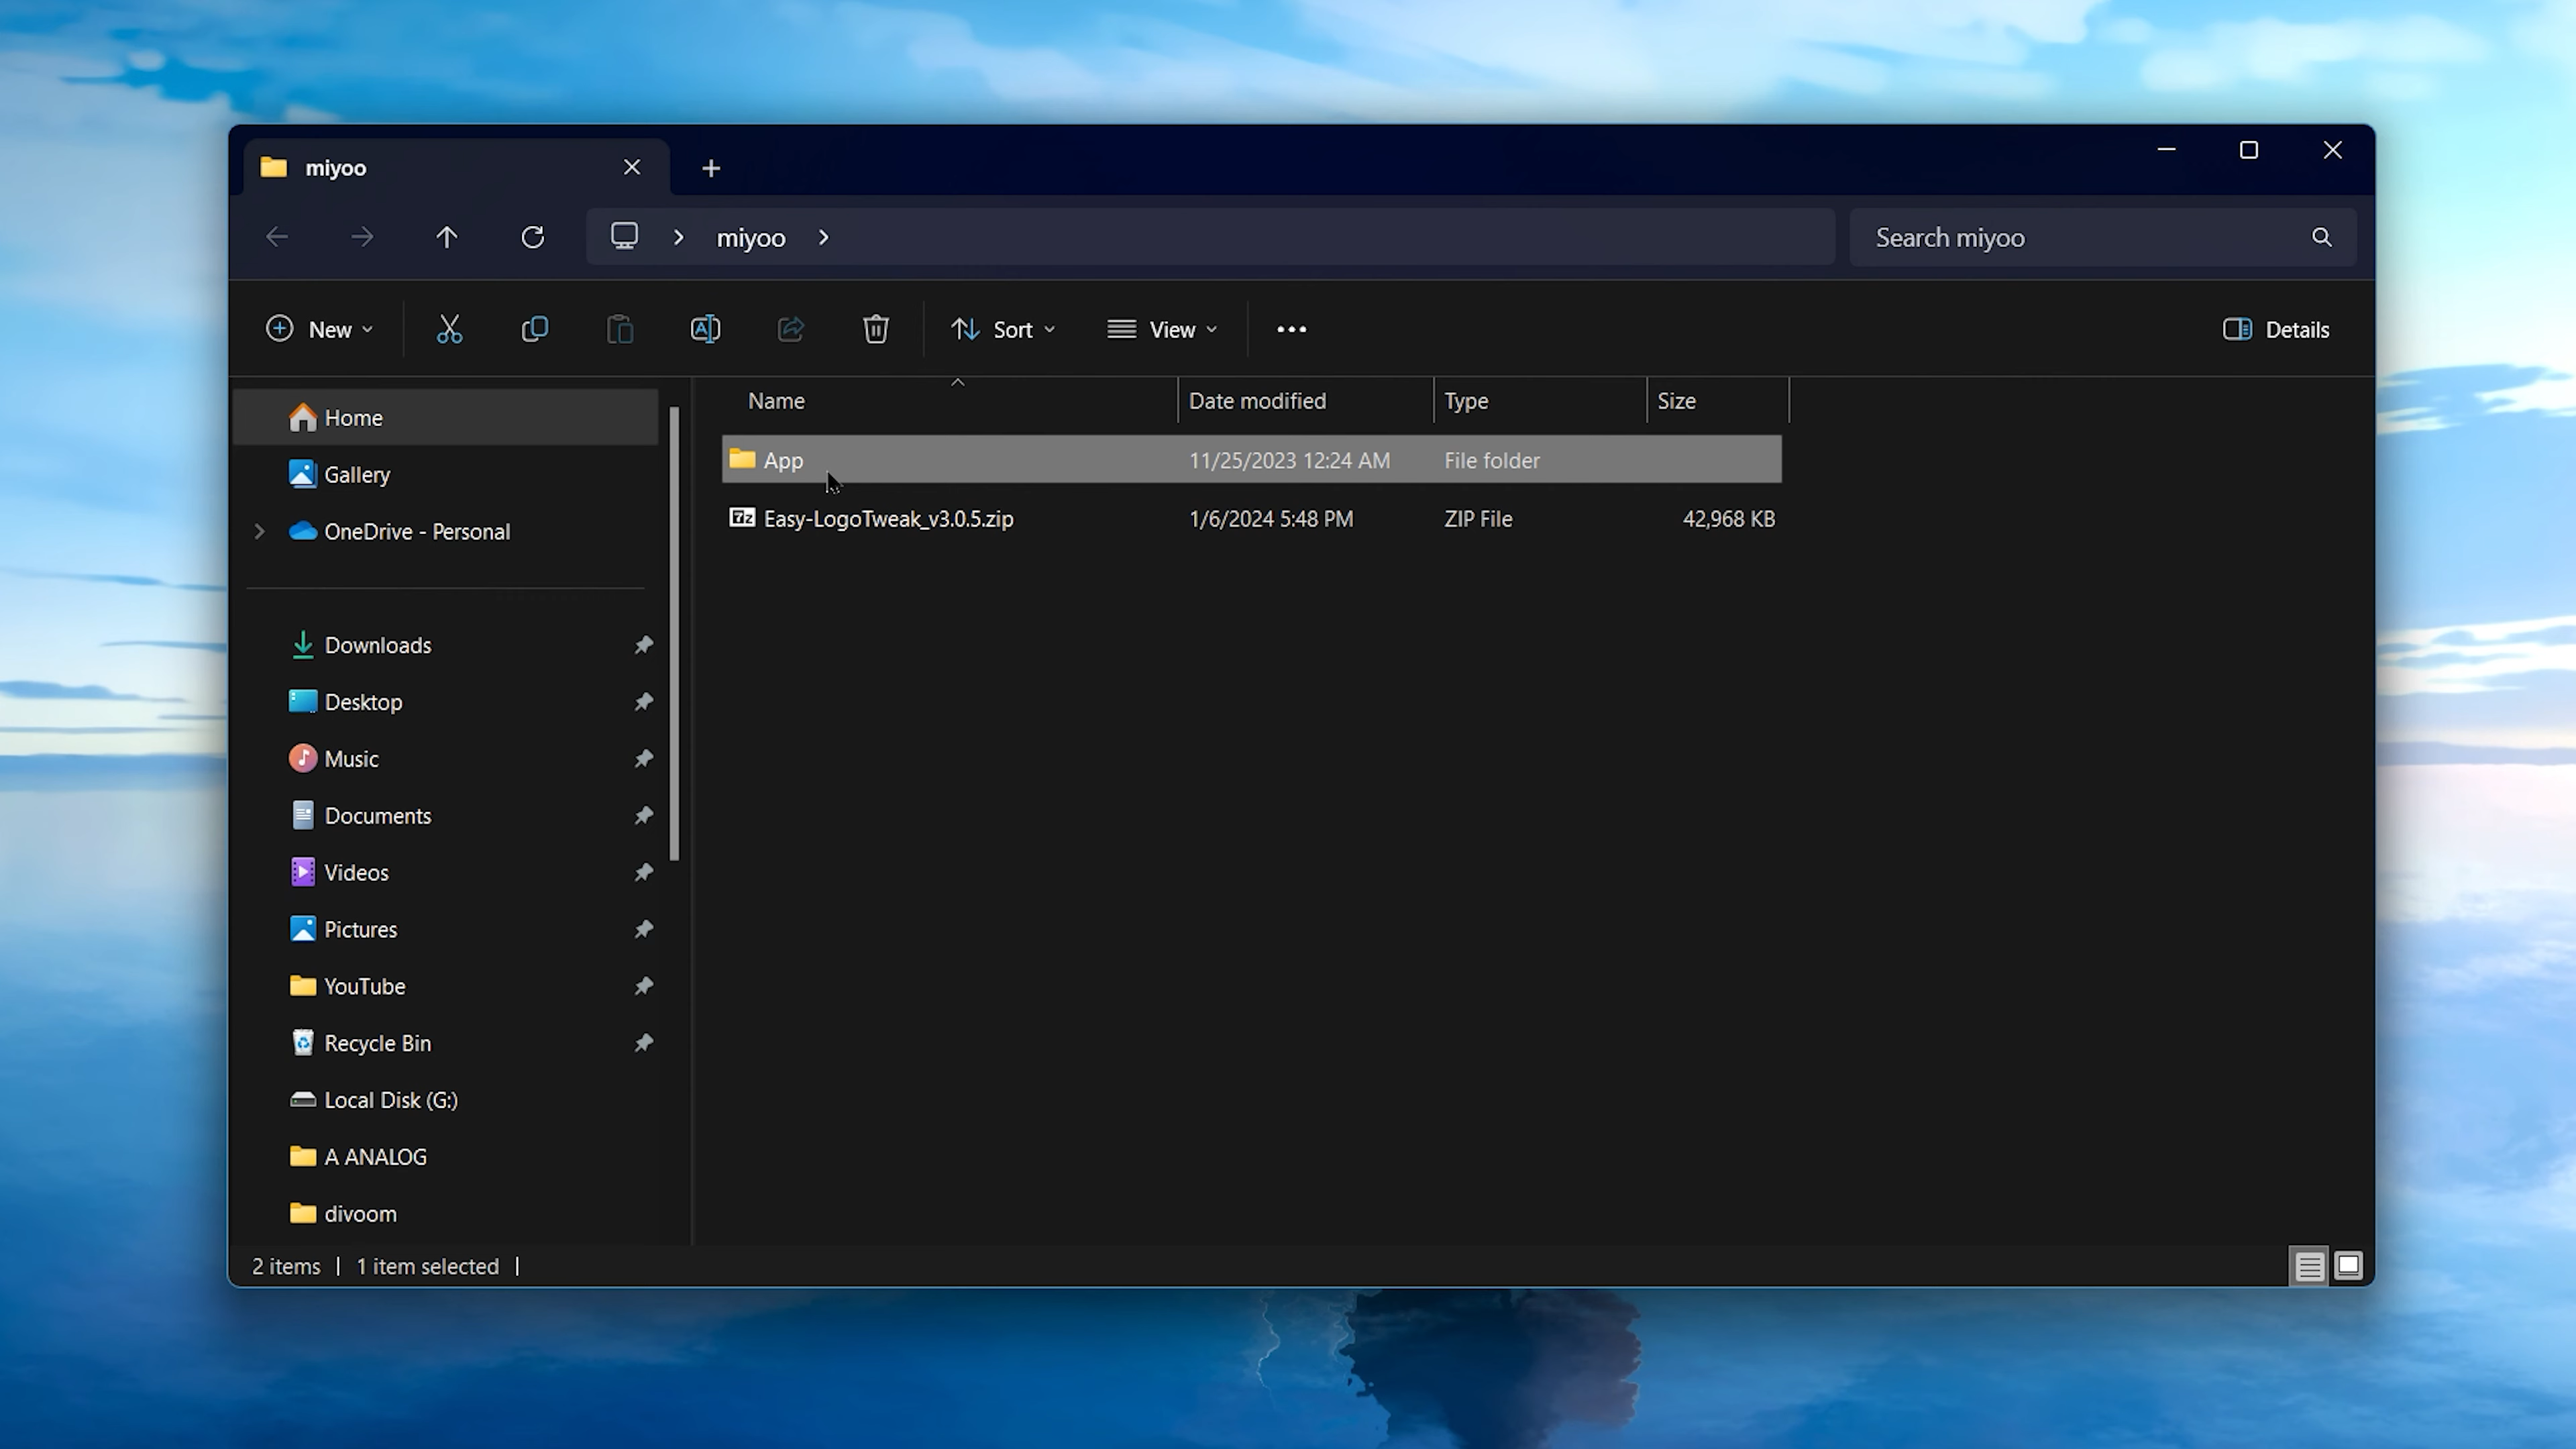 miyoo
miyoo
Search miyoo
New
Sort
View
Details
Name
Date modified
Type
Size
Home
App
11/25/2023 12:24 AM
File folder
Gallery
Easy-LogoTweak_v3.0.5.zip
1/6/2024 5:48 PM
ZIP File
42,968 KB
OneDrive - Personal
Downloads
Desktop
Music
Documents
Videos
Pictures
YouTube
Recycle Bin
Local Disk (G:)
A ANALOG
divoom
2 items
1 item selected